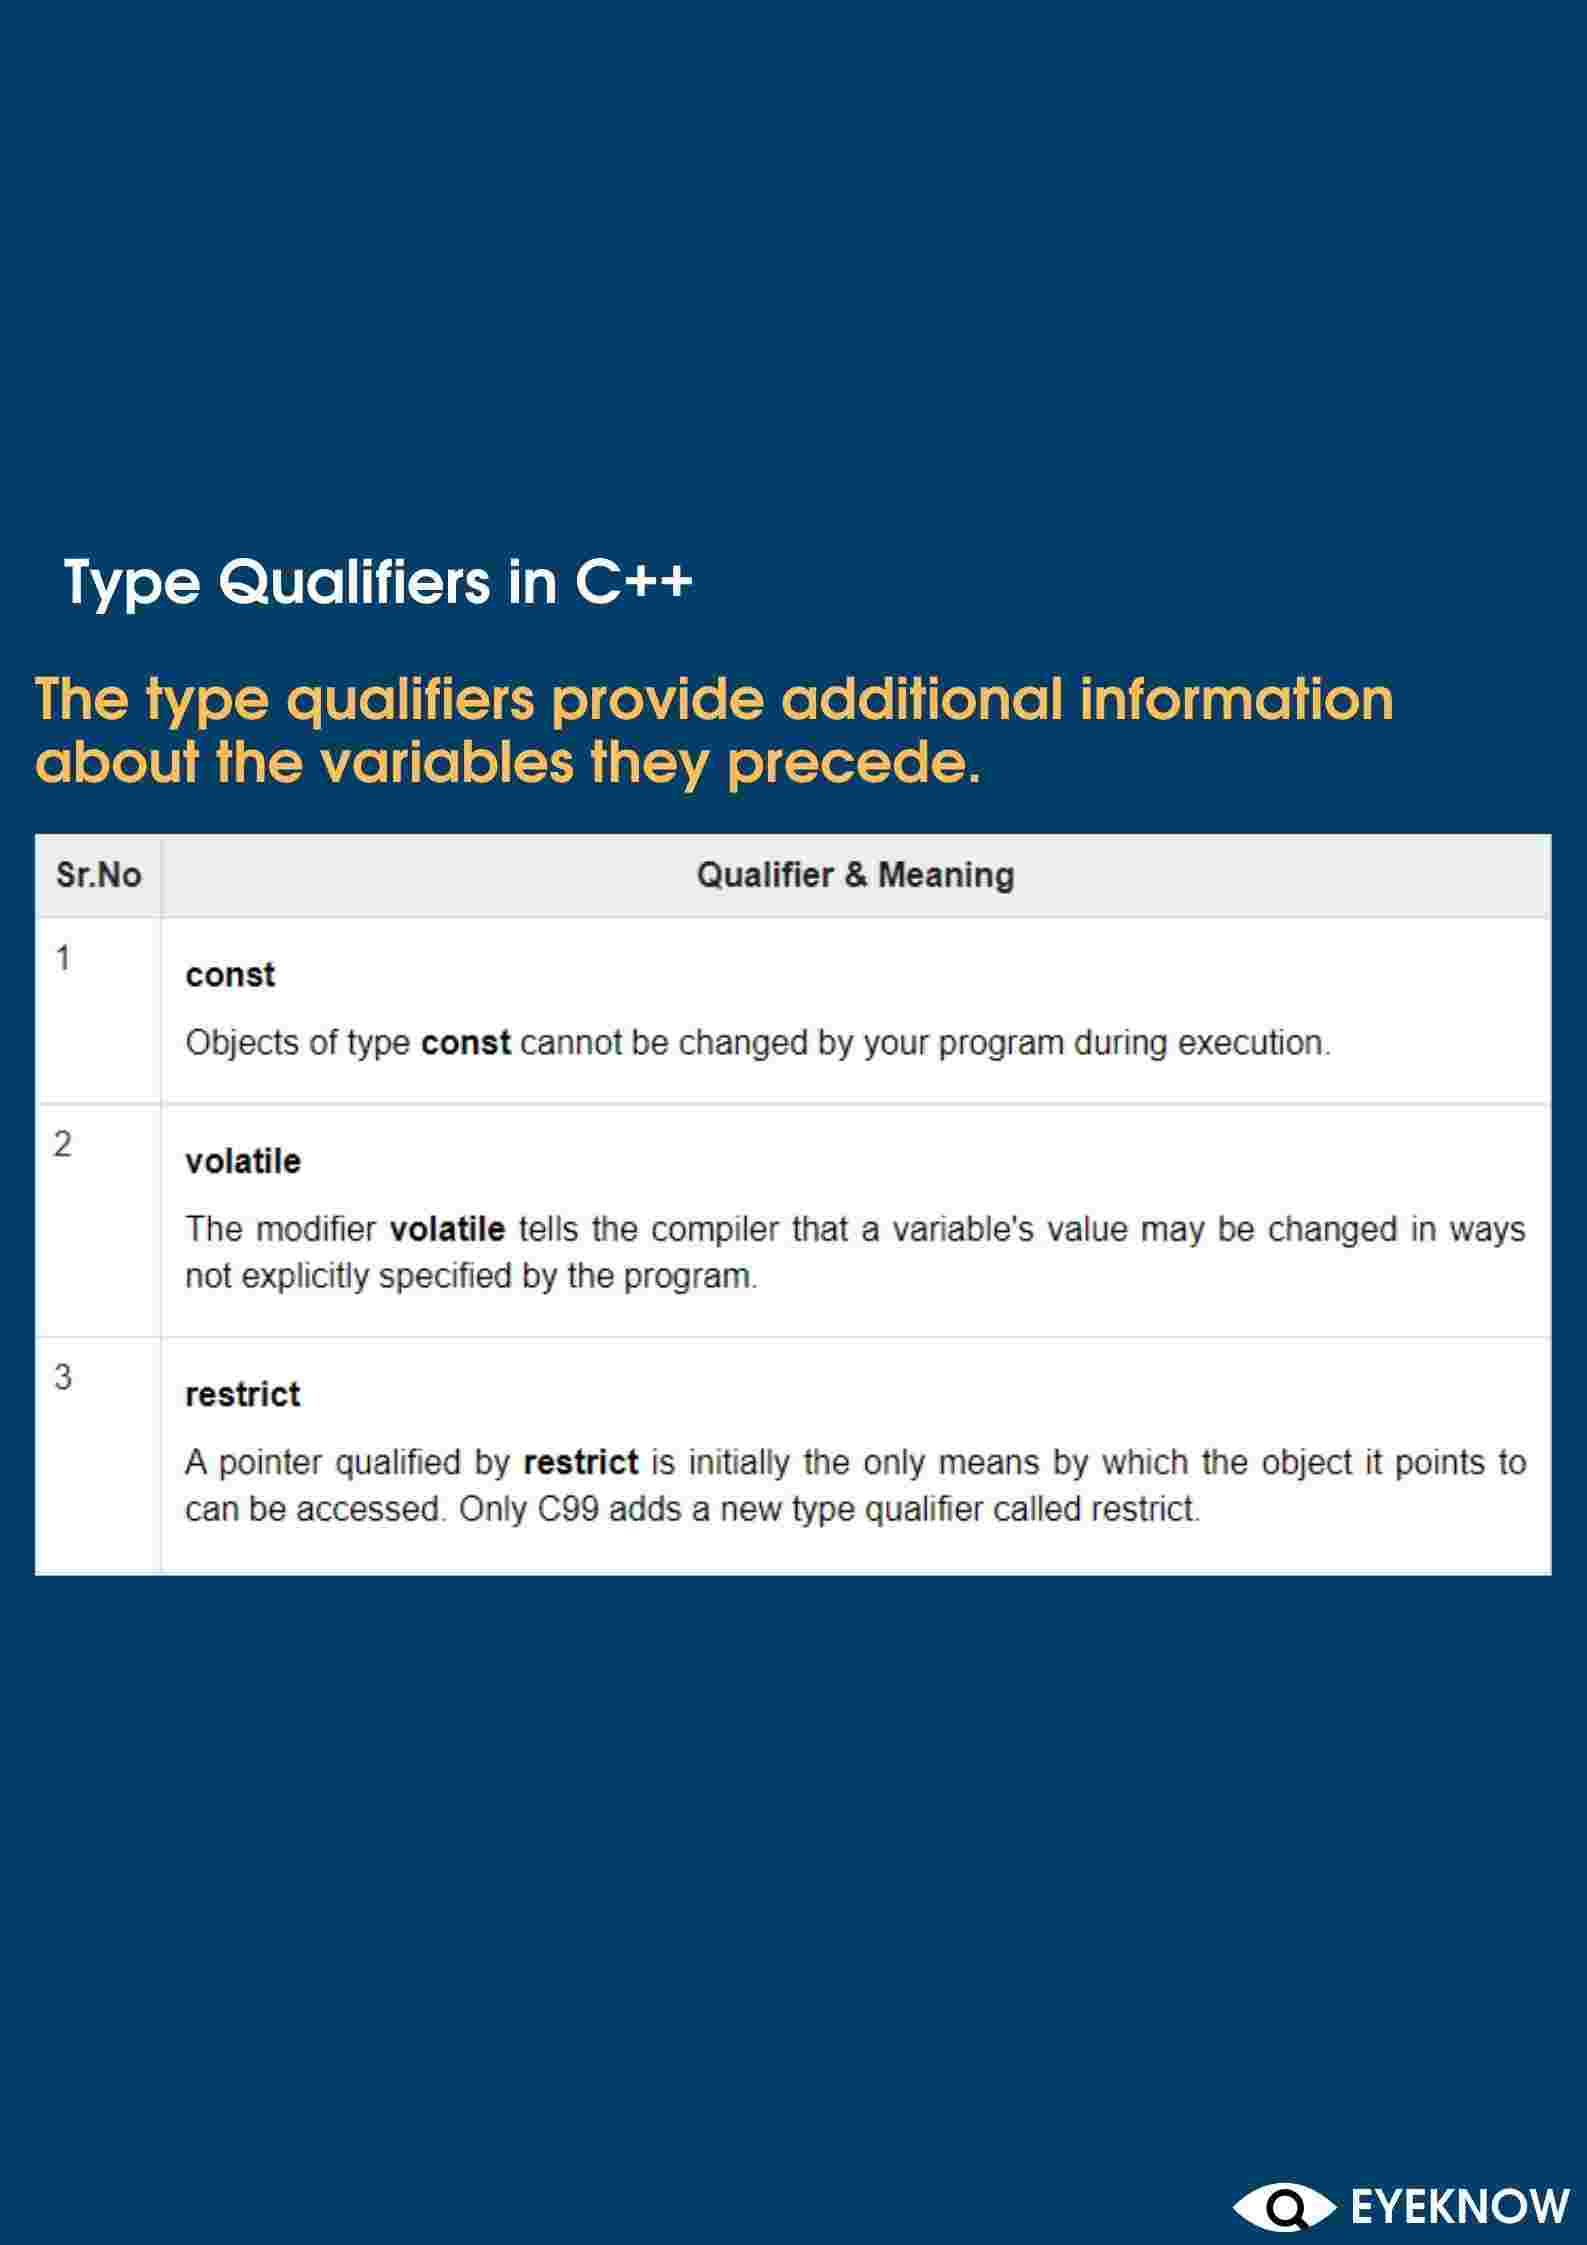 Type Qualifiers in C++
The type qualifiers provide additional information
about the variables they precede.
Sr.No Qualifier & Meaning
1
const
Objects of type const cannot be changed by your program during execution.
2
volatile
The modifier volatile tells the compiler that a variable's value may be changed in ways
not explicitly specified by the program.
3
restrict
A pointer qualified by restrict is initially the only means by which the object it points to
can be accessed. Only C99 adds a new type qualifier called restrict.
EYEKNOW